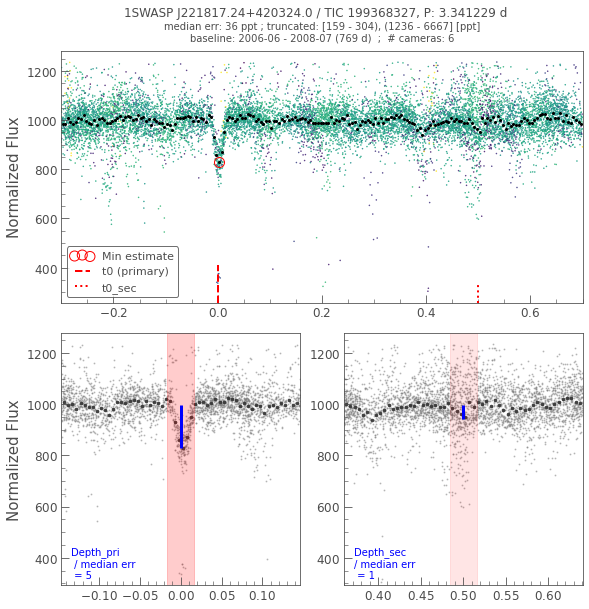 1SWASP J221817.24+420324.0 / TIC 199368327, P: 3.341229 d
median err: 36 ppt ; truncated: [159 - 304), (1236 - 6667] [ppt]
baseline: 2006-06 - 2008-07 (769 d)  ;  # cameras: 6
Normalized Flux
1200
1000
800
600
400
Min estimate
t0 (primary)
t0_sec
−0.2
0.0
0.2
0.4
0.6
Normalized Flux
1200
1000
800
600
400
Depth_pri
/ median err
= 5
−0.10
−0.05
0.00
0.05
0.10
1200
1000
800
600
400
Depth_sec
/ median err
= 1
0.40
0.45
0.50
0.55
0.60